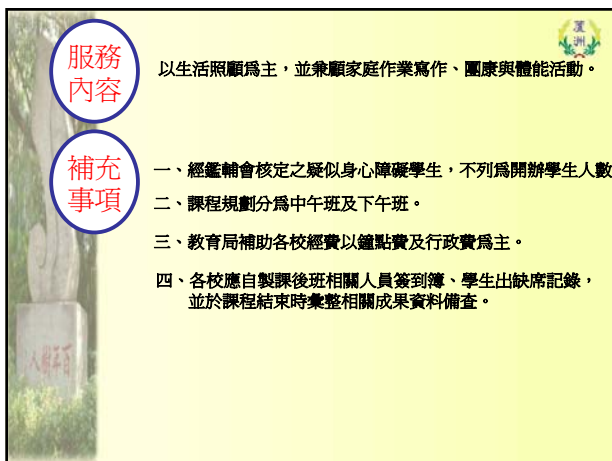 蘆洲
服務
內容
以生活照顧為主，並兼顧家庭作業寫作、團康與體能活動。
補充
事項
一、經鑑輔會核定之疑似身心障礙學生，不列為開辦學生人數
二、課程規劃分為中午班及下午班。
三、教育局補助各校經費以鐘點費及行政費為主。
四、各校應自製課後班相關人員簽到簿、學生出缺席記錄，
並於課程結束時彙整相關成果資料備查。
百年樹人